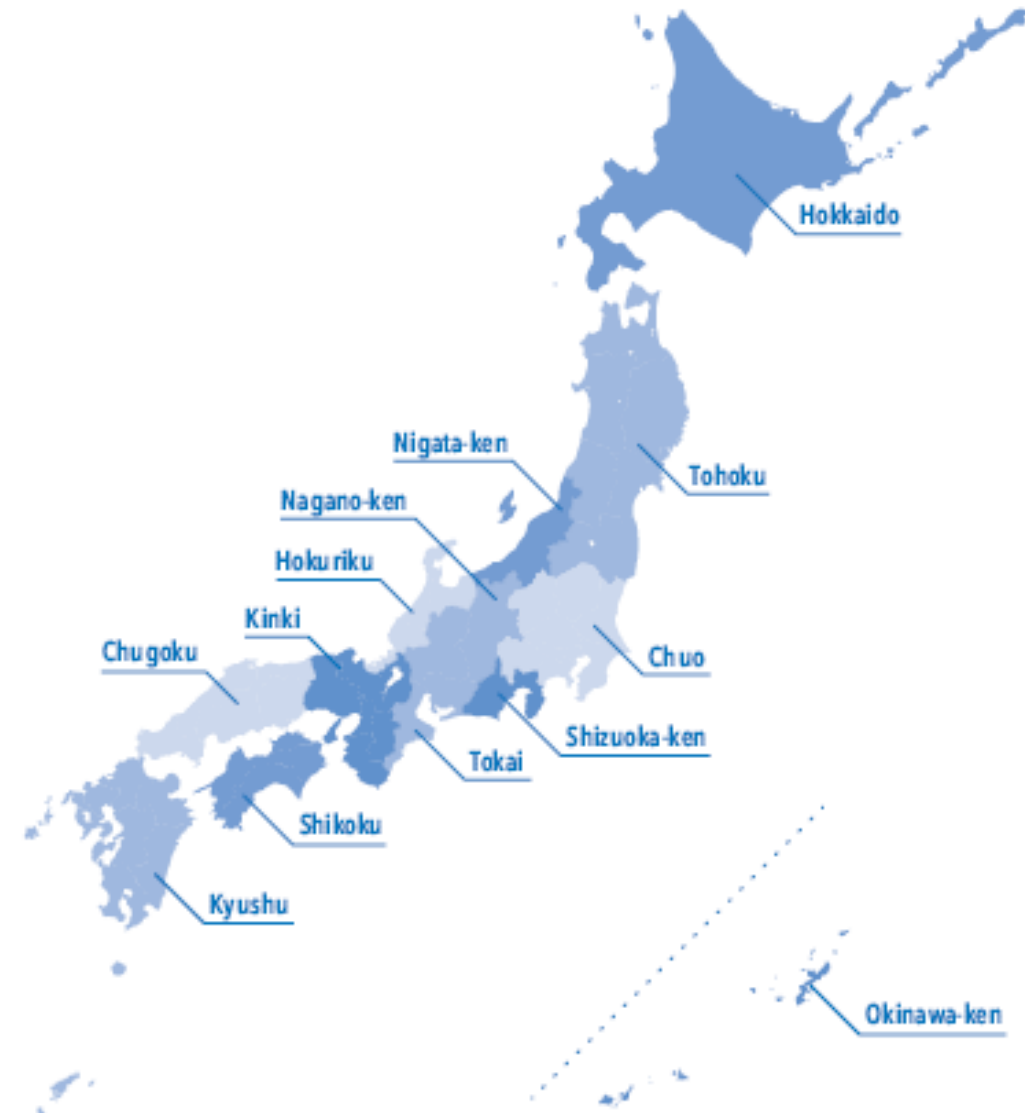 Hokkaido
Nigata-ken
Tohoku
Nagano-ken
Hokuriku
Kinki
Chugoku
Chuo
Shizuoka-ken
Tokai
Shikoku
Kyushu
Okinawa-ken